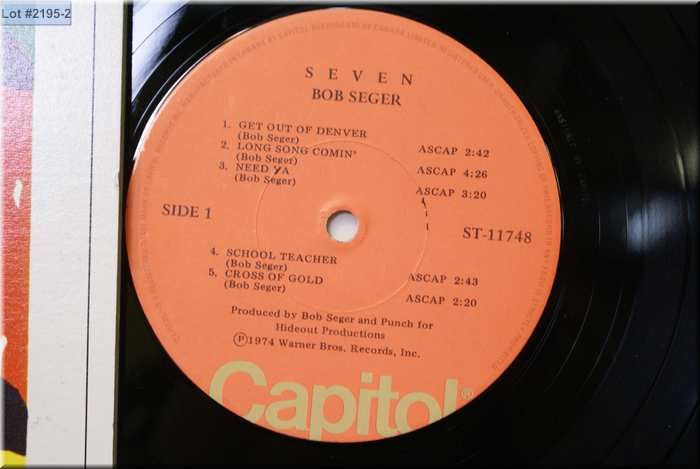 Lot #2195-2
SEVEN
BOB SEGER
1. GET OUT OF DENVER
(Bob Seger) ASCAP 2:42
2. LONG SONG COMIN'
(Bob Seger) ASCAP 4:26
3. NEED YA
(Bob Seger) ASCAP 3:20
SIDE 1 ST-11748
4. SCHOOL TEACHER
(Bob Seger) ASCAP 2:43
5. CROSS OF GOLD
(Bob Seger) ASCAP 2:20
Produced by Bob Seger and Punch for
Hideout Productions
Ⓟ1974 Warner Bros. Records, Inc.
Capitol®